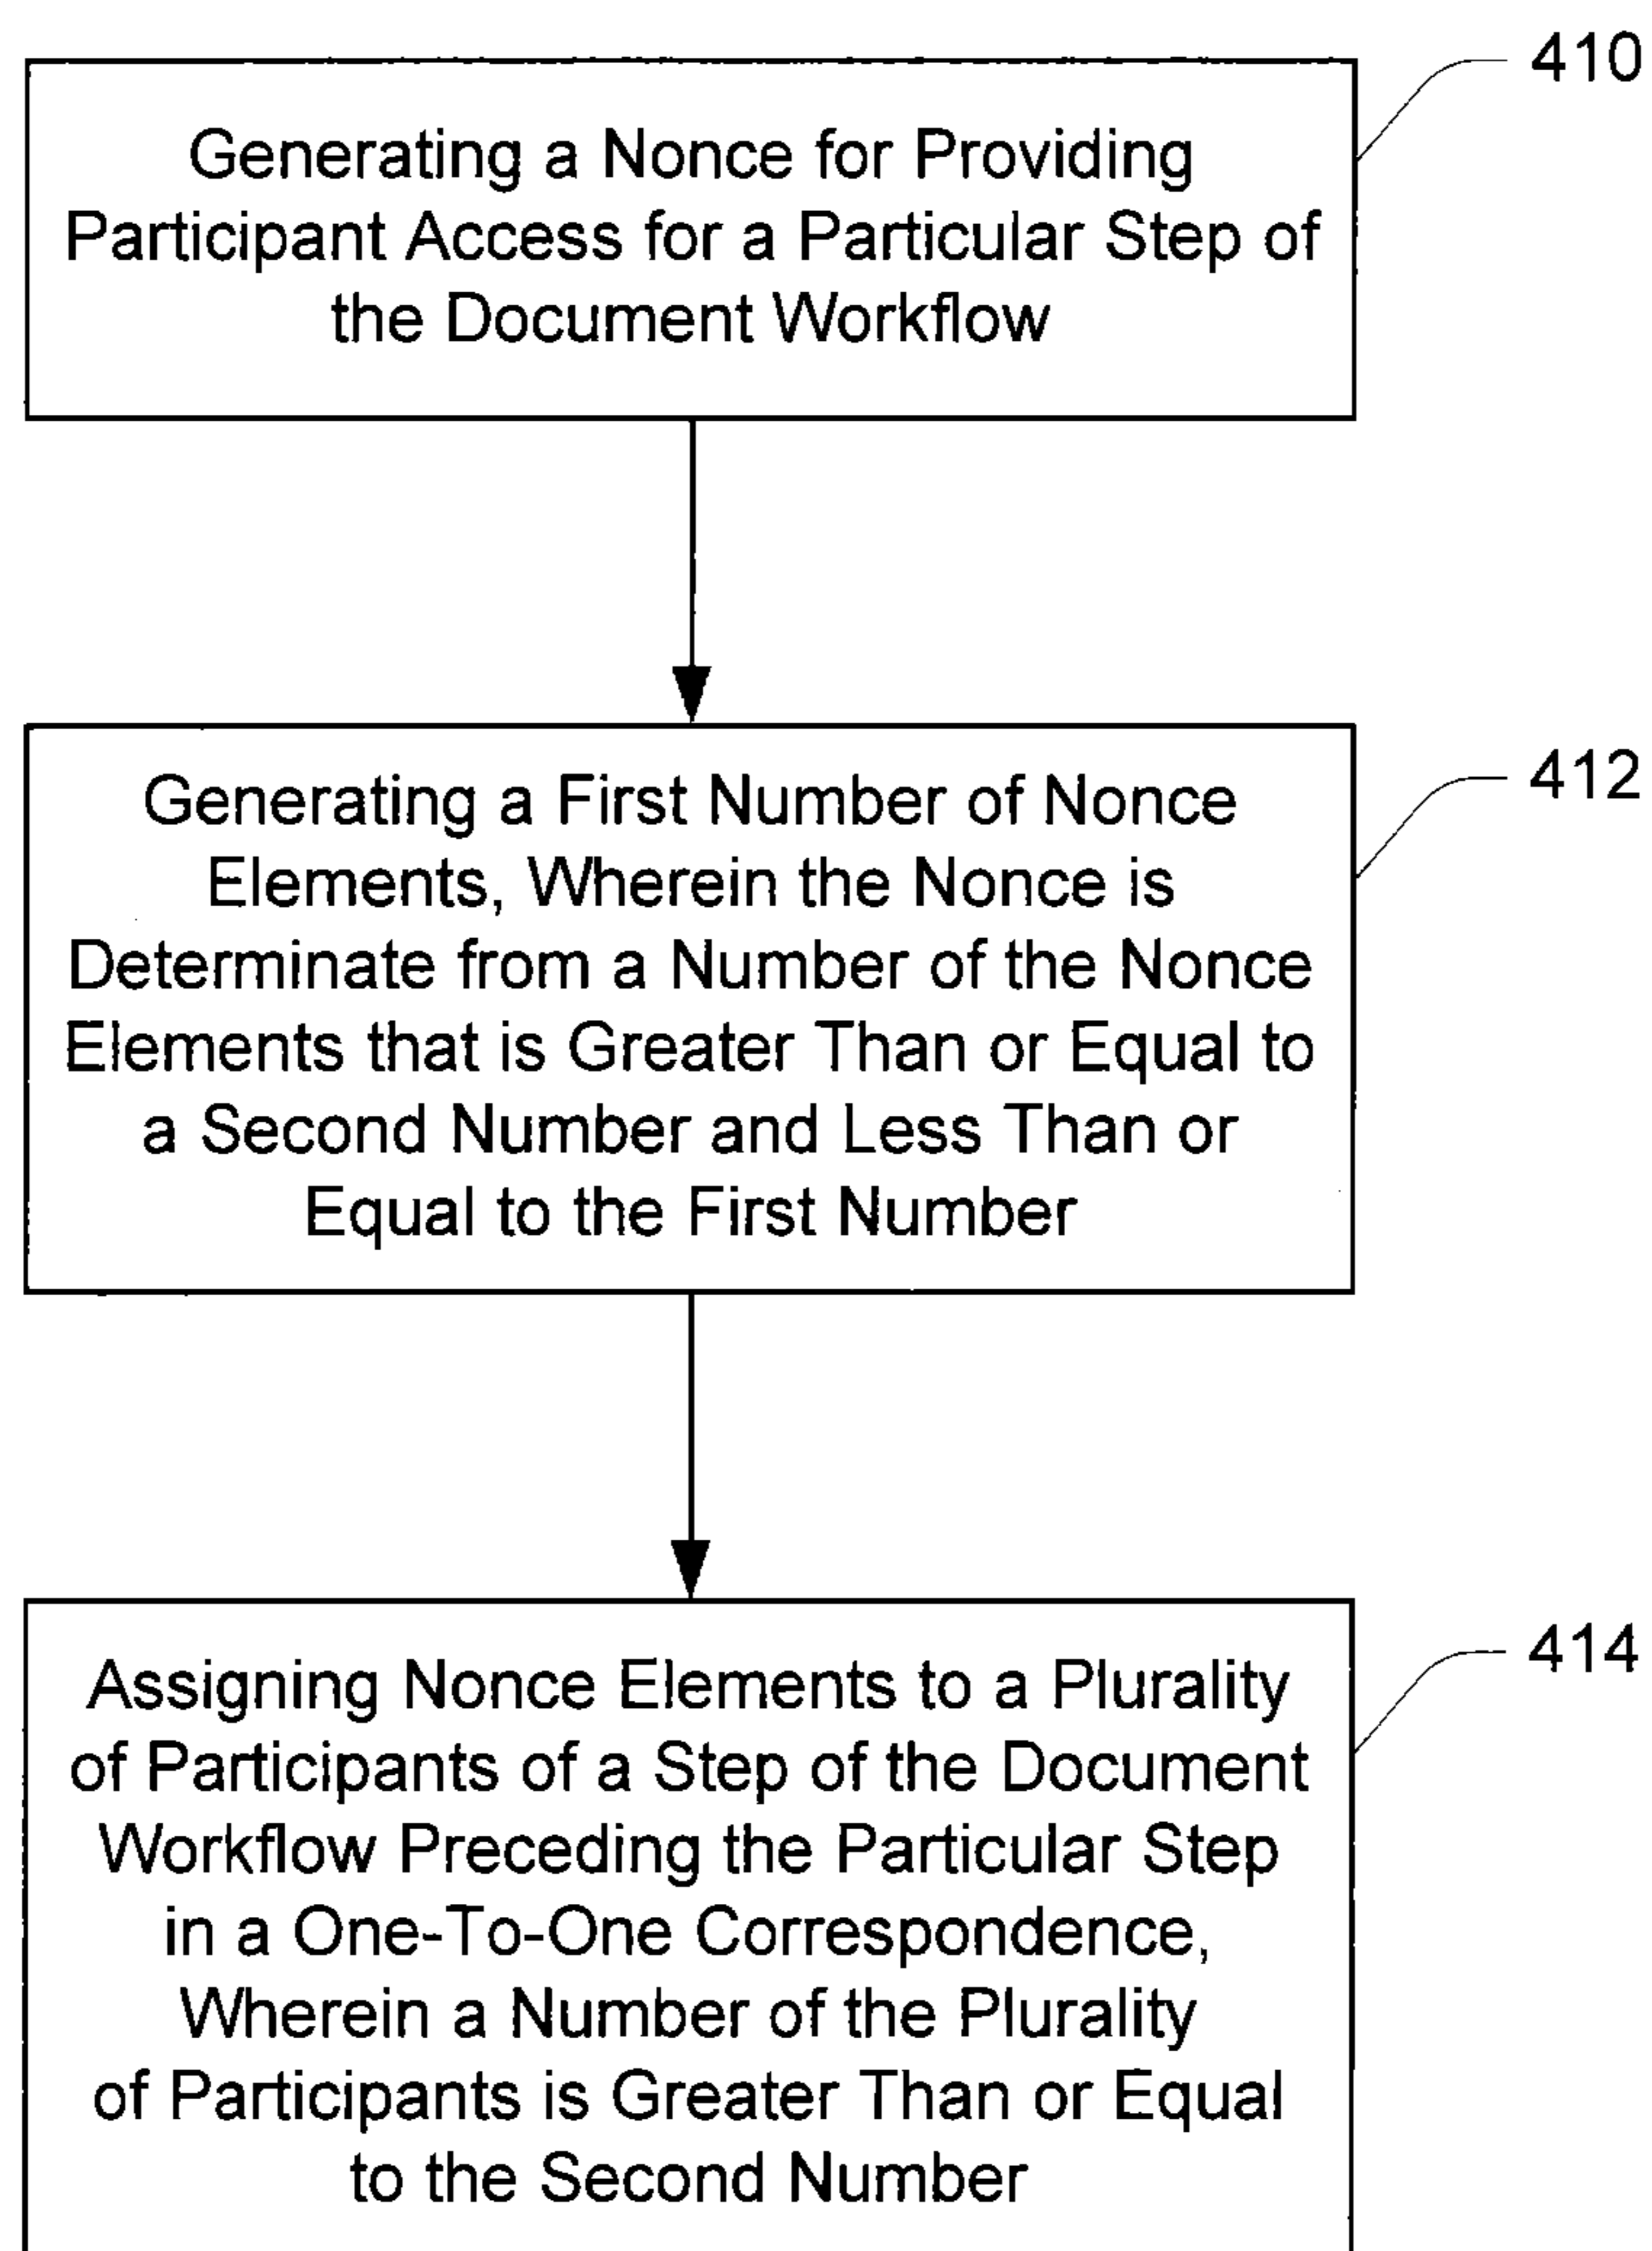 410
Generating a Nonce for Providing
Participant Access for a Particular Step of
the Document Workflow
412
Generating a First Number of Nonce
Elements, Wherein the Nonce is
Determinate from a Number of the Nonce
Elements that is Greater Than or Equal to
a Second Number and Less Than or
Equal to the First Number
414
Assigning Nonce Elements to a Plurality
of Participants of a Step of the Document
Workflow Preceding the Particular Step
in a One-To-One Correspondence,
Wherein a Number of the Plurality
of Participants is Greater Than or Equal
to the Second Number